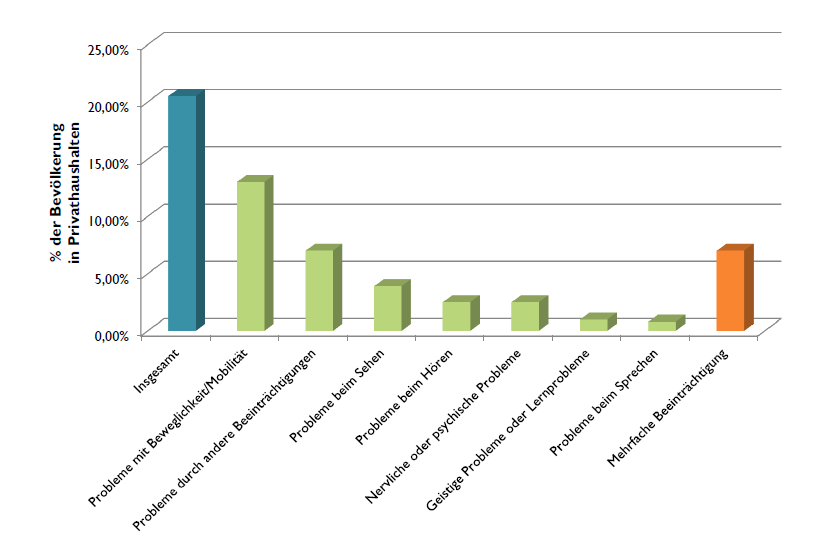 25,00%
20,00%
15,00%
10,00%
5,00%
0,00%
% der Bevölkerung
in Privathaushalten
Insgesamt
Probleme mit Beweglichkeit/Mobilität
Probleme durch andere Beeinträchtigungen
Probleme beim Sehen
Probleme beim Hören
Nervliche oder psychische Probleme
Geistige Probleme oder Lernprobleme
Probleme beim Sprechen
Mehrfache Beeinträchtigung